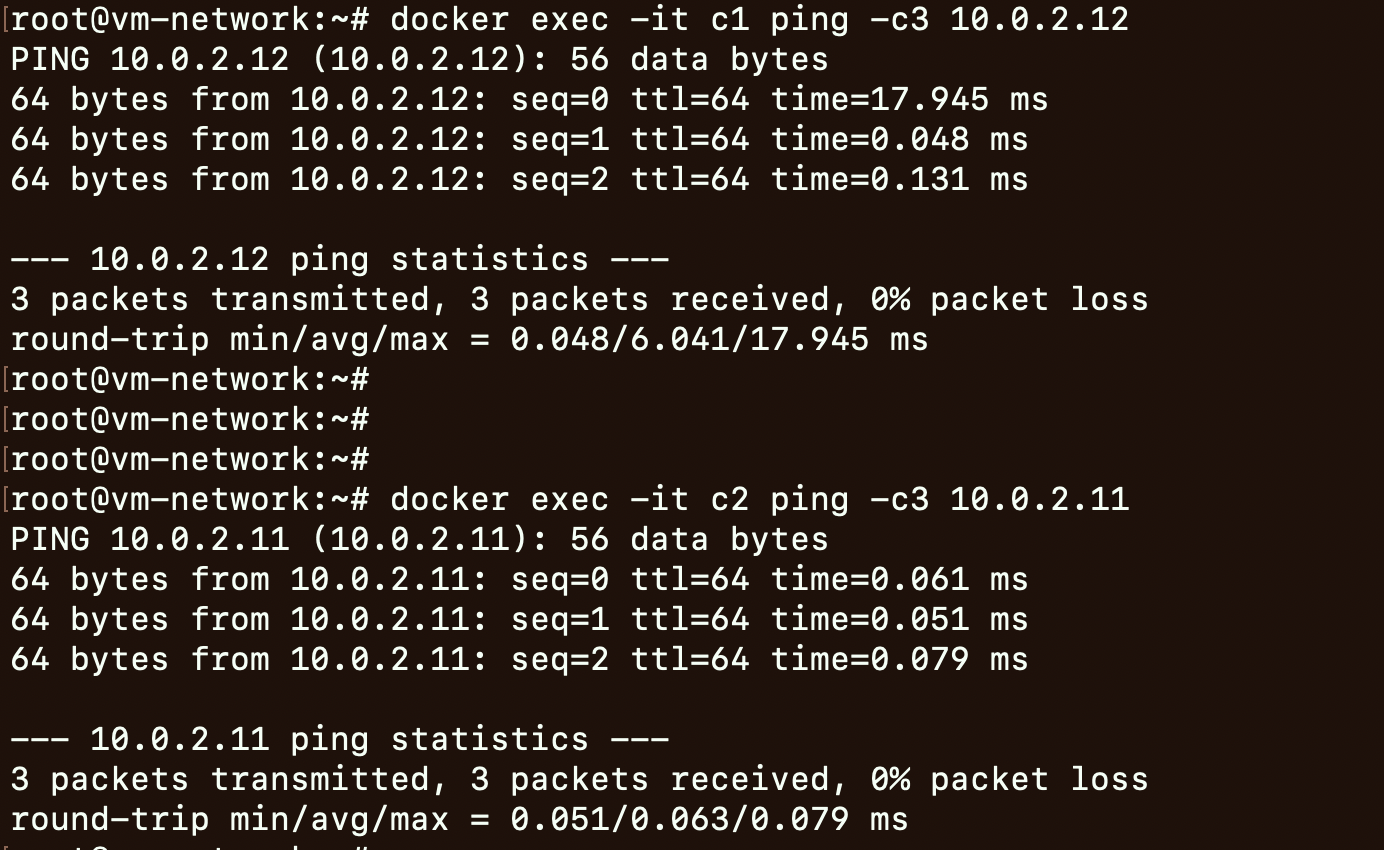 [root@vm-network:~# docker exec -it c1 ping -c3 10.0.2.12
PING 10.0.2.12 (10.0.2.12): 56 data bytes
64 bytes from 10.0.2.12: seq=0 ttl=64 time=17.945 ms
64 bytes from 10.0.2.12: seq=1 ttl=64 time=0.048 ms
64 bytes from 10.0.2.12: seq=2 ttl=64 time=0.131 ms
--- 10.0.2.12 ping statistics ---
3 packets transmitted, 3 packets received, 0% packet loss
round-trip min/avg/max = 0.048/6.041/17.945 ms
[root@vm-network:~#
[root@vm-network:~#
[root@vm-network:~#
[root@vm-network:~# docker exec -it c2 ping -c3 10.0.2.11
PING 10.0.2.11 (10.0.2.11): 56 data bytes
64 bytes from 10.0.2.11: seq=0 ttl=64 time=0.061 ms
64 bytes from 10.0.2.11: seq=1 ttl=64 time=0.051 ms
64 bytes from 10.0.2.11: seq=2 ttl=64 time=0.079 ms
--- 10.0.2.11 ping statistics ---
3 packets transmitted, 3 packets received, 0% packet loss
round-trip min/avg/max = 0.051/0.063/0.079 ms